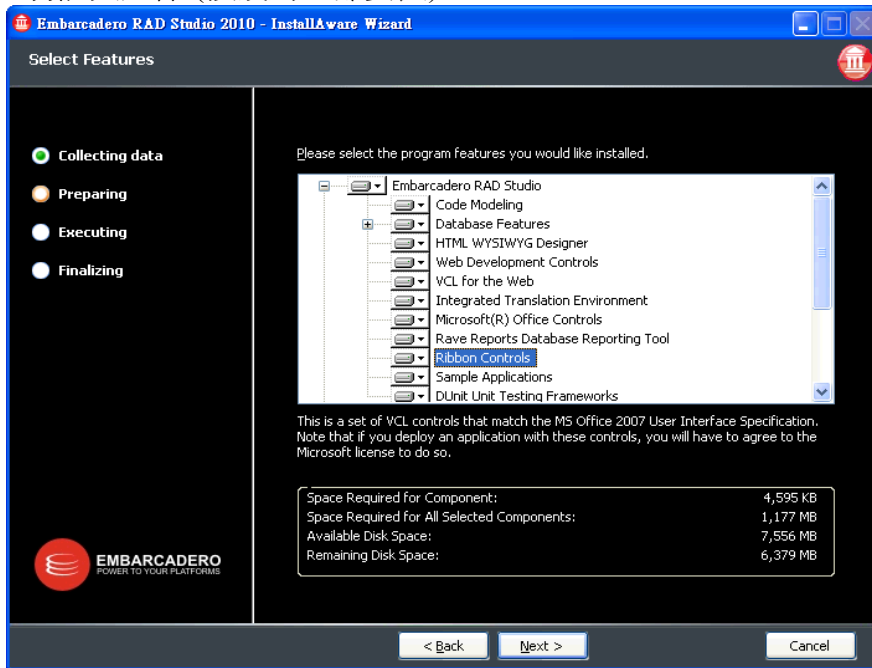 Embarcadero RAD Studio 2010 - InstallAware Wizard
Select Features
Collecting data
Preparing
Executing
Finalizing
Please select the program features you would like installed.
Embarcadero RAD Studio
Code Modeling
Database Features
HTML WYSIWYG Designer
Web Development Controls
VCL for the Web
Integrated Translation Environment
Microsoft(R) Office Controls
Rave Reports Database Reporting Tool
Ribbon Controls
Sample Applications
DUnit Unit Testing Frameworks
This is a set of VCL controls that match the MS Office 2007 User Interface Specification.
Note that if you deploy an application with these controls, you will have to agree to the
Microsoft license to do so.
Space Required for Component: 4,595 KB
Space Required for All Selected Components: 1,177 MB
Available Disk Space: 7,556 MB
Remaining Disk Space: 6,379 MB
EMBARCADERO
POWER TO YOUR PLATFORMS
< Back
Next >
Cancel